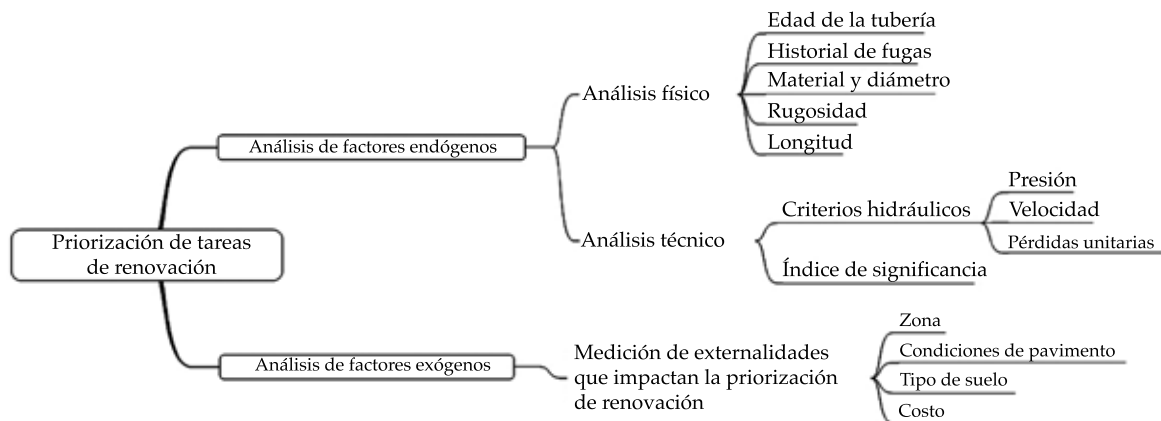 Priorización de tareas
de renovación
Análisis de factores endógenos
Análisis físico
Edad de la tubería
Historial de fugas
Material y diámetro
Rugosidad
Longitud
Análisis técnico
Criterios hidráulicos
Presión
Velocidad
Pérdidas unitarias
Índice de significancia
Análisis de factores exógenos
Medición de externalidades
que impactan la priorización
de renovación
Zona
Condiciones de pavimento
Tipo de suelo
Costo